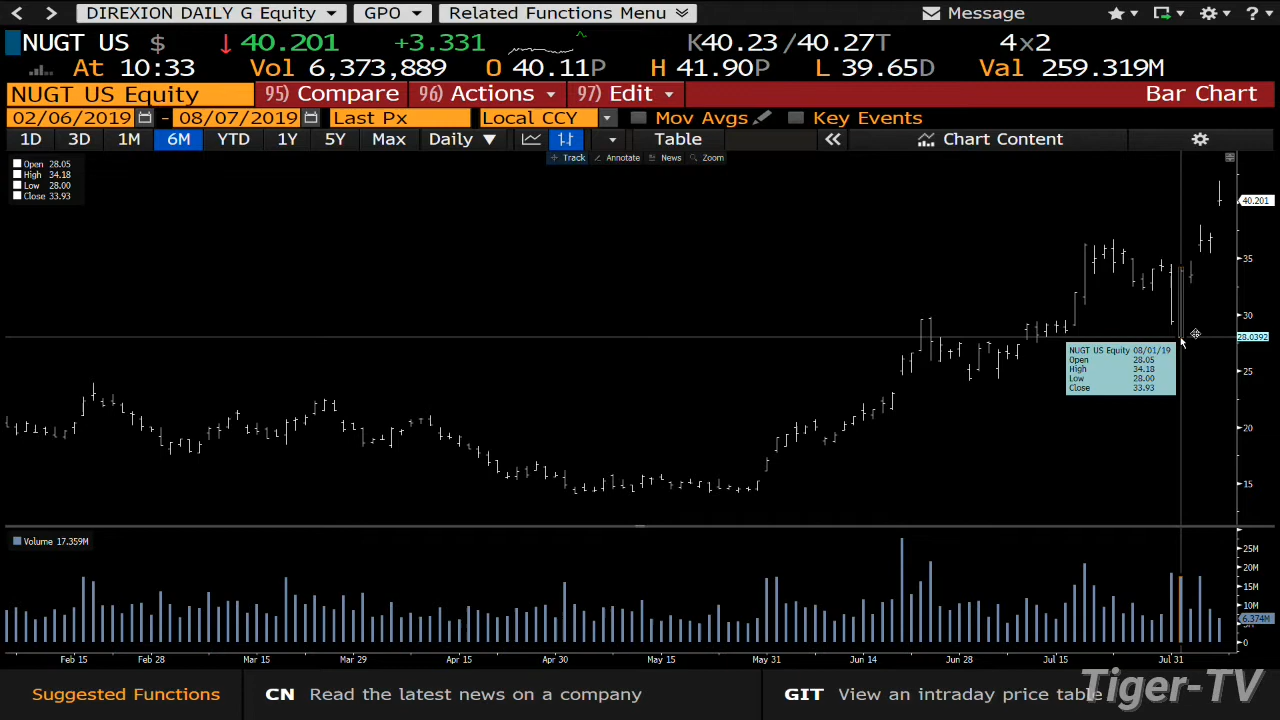 DIREXION DAILY G Equity GPO Related Functions Menu Message ?
NUGT US $ 40.201 +3.331 K40.23/40.27T 4x2
At 10:33 Vol 6,373,889 O 40.11P H 41.90P L 39.65D Val 259.319M
NUGT US Equity 95) Compare 96) Actions 97) Edit Bar Chart
02/06/2019 - 08/07/2019 Last Px Local CCY Mov Avgs Key Events
1D 3D 1M 6M YTD 1Y 5Y Max Daily Table Chart Content
Track Annotate News Zoom
Open 28.05
High 34.18
Low 28.00
Close 33.93
40.201
35
30
28.0392
NUGT US Equity 08/01/19
Open 28.05
High 34.18
Low 28.00
Close 33.93
25
20
15
Volume 17.359M
25M
20M
15M
10M
6.374M
0
Feb 15 Feb 28 Mar 15 Mar 29 Apr 15 Apr 30 May 15 May 31 Jun 14 Jun 28 Jul 15 Jul 31
Suggested Functions CN Read the latest news on a company GIT View an intraday price table
Tiger-TV